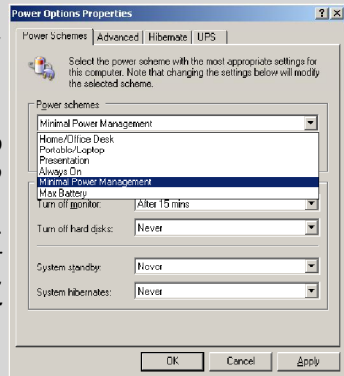 Power Options Properties
Power Schemes Advanced Hibernate UPS
Select the power scheme with the most appropriate settings for
this computer. Note that changing the settings below will modify
the selected scheme.
Power schemes
Minimal Power Management
Home/Office Desk
Portable/Laptop
Presentation
Always On
Minimal Power Management
Max Battery
Turn off monitor: After 15 mins
Turn off hard disks: Never
System standby: Never
System hibernates: Never
OK Cancel Apply